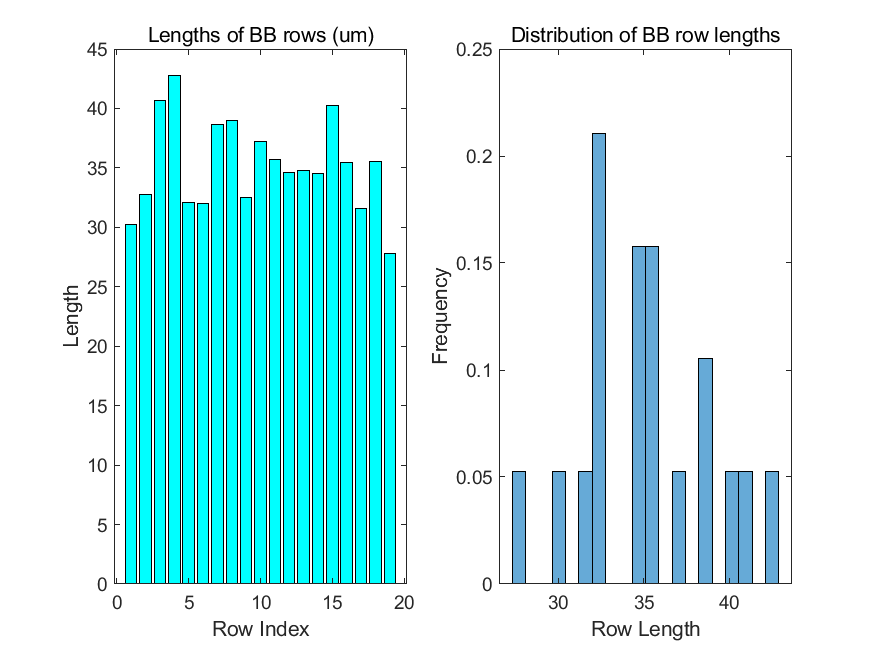 Lengths of BB rows (um)
45
40
35
30
25
20
15
10
5
0
Length
0 5 10 15 20
Row Index
Distribution of BB row lengths
0.25
0.2
0.15
0.1
0.05
0
Frequency
30 35 40
Row Length